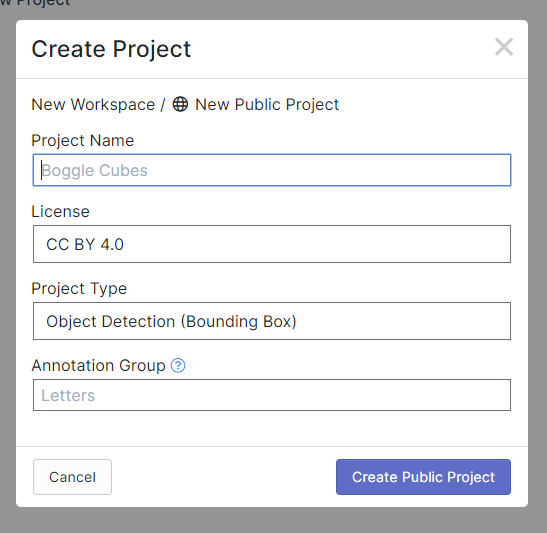 w Project
Create Project
New Workspace / New Public Project
Project Name
Boggle Cubes
License
CC BY 4.0
Project Type
Object Detection (Bounding Box)
Annotation Group ?
Letters
Cancel
Create Public Project